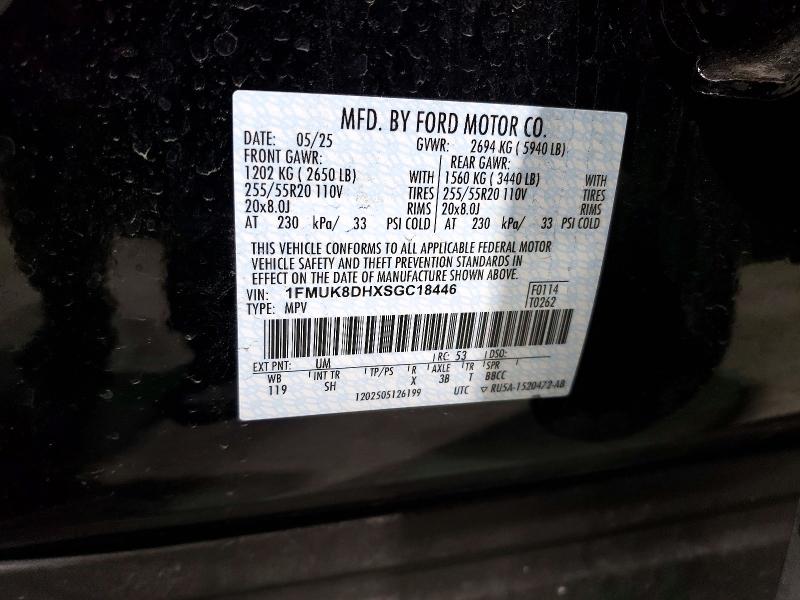 MFD. BY FORD MOTOR CO.
DATE: 05/25 GVWR: 2694 KG ( 5940 LB)
FRONT GAWR: REAR GAWR:
1202 KG ( 2650 LB) WITH 1560 KG ( 3440 LB) WITH
255/55R20 110V TIRES 255/55R20 110V TIRES
20x8.0J RIMS 20x8.0J RIMS
AT 230 kPa/ 33 PSI COLD AT 230 kPa/ 33 PSI COLD
THIS VEHICLE CONFORMS TO ALL APPLICABLE FEDERAL MOTOR
VEHICLE SAFETY AND THEFT PREVENTION STANDARDS IN
EFFECT ON THE DATE OF MANUFACTURE SHOWN ABOVE.
VIN: 1FMUK8DHXSGC18446 F0114
TYPE: MPV T0262
EXT PNT: UM RC: 53 DSO:
WB INT TR TP/PS R AXLE TR SPR
119 SH X 3B T BBCC
1202505126199 UTC ▽ RU5A-1520472-AB